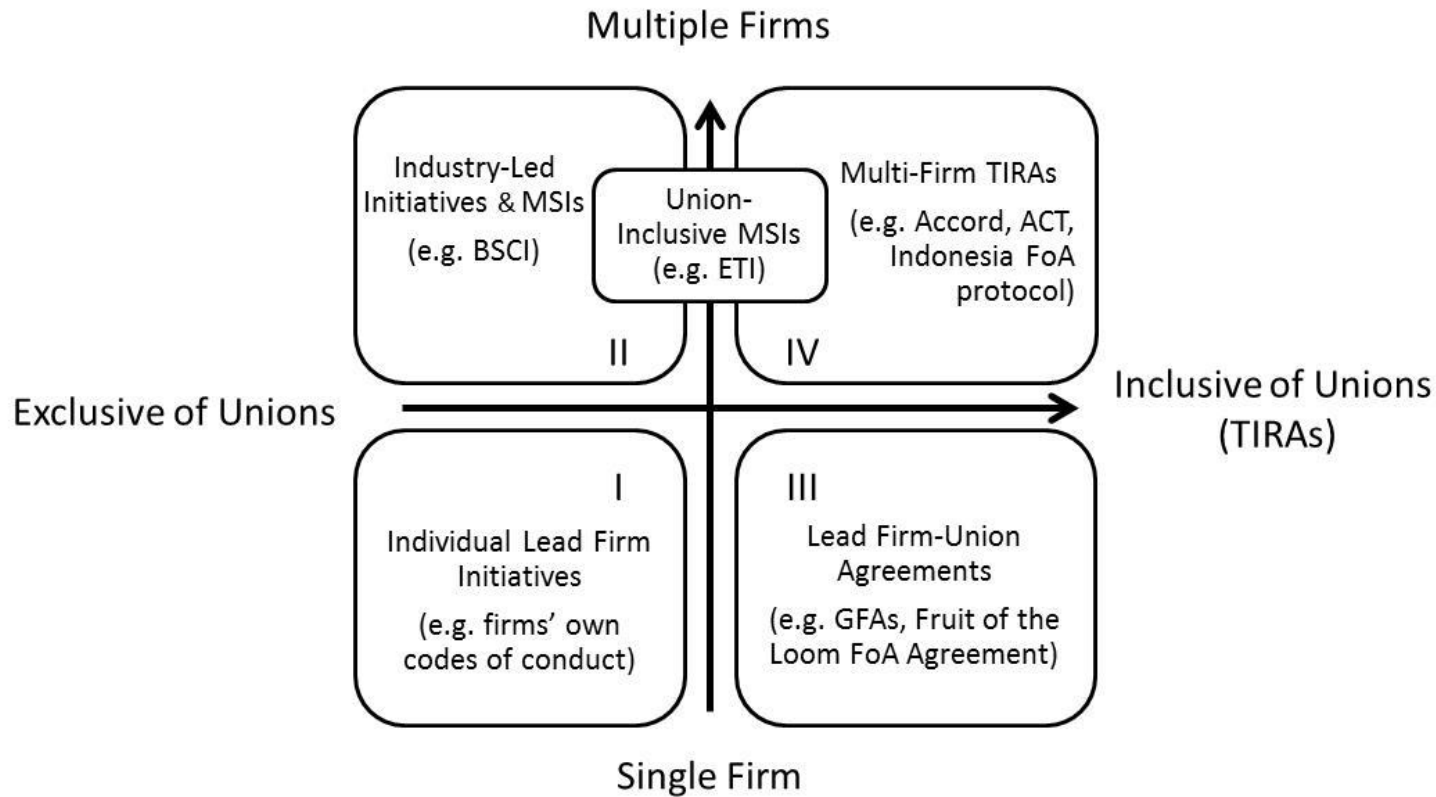 Multiple Firms
Industry-Led
Initiatives & MSIs
(e.g. BSCI)
II
Union-
Inclusive MSIs
(e.g. ETI)
Multi-Firm TIRAs
(e.g. Accord, ACT,
Indonesia FoA
protocol)
IV
Exclusive of Unions
Inclusive of Unions
(TIRAs)
I
Individual Lead Firm
Initiatives
(e.g. firms’ own
codes of conduct)
III
Lead Firm-Union
Agreements
(e.g. GFAs, Fruit of the
Loom FoA Agreement)
Single Firm